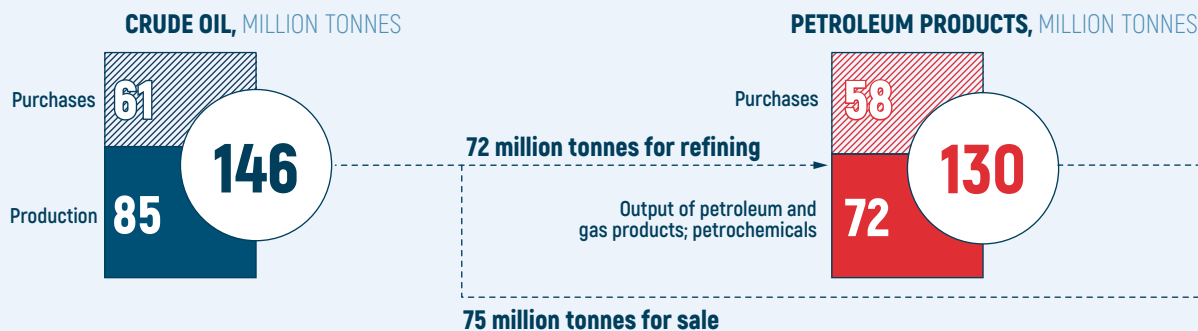 CRUDE OIL, MILLION TONNES
Purchases
61
146
Production
85
72 million tonnes for refining
75 million tonnes for sale
PETROLEUM PRODUCTS, MILLION TONNES
Purchases
58
130
Output of petroleum and
gas products; petrochemicals
72